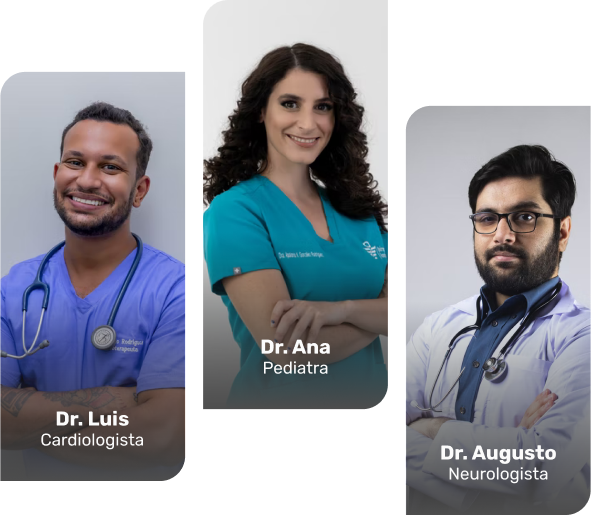 Dr. Luis
Cardiologista
Dr. Ana
Pediatra
Dr. Augusto
Neurologista